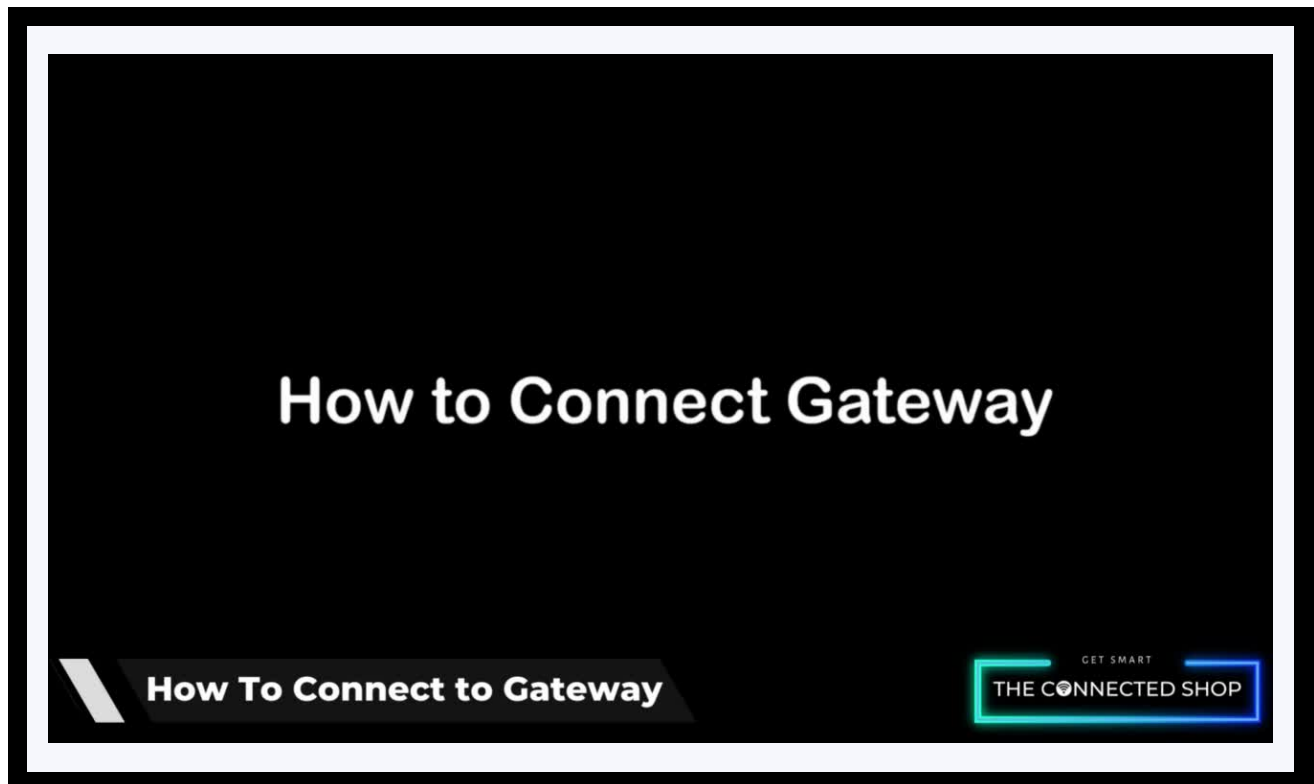 How to Connect Gateway
How To Connect to Gateway
GET SMART
THE CONNECTED SHOP